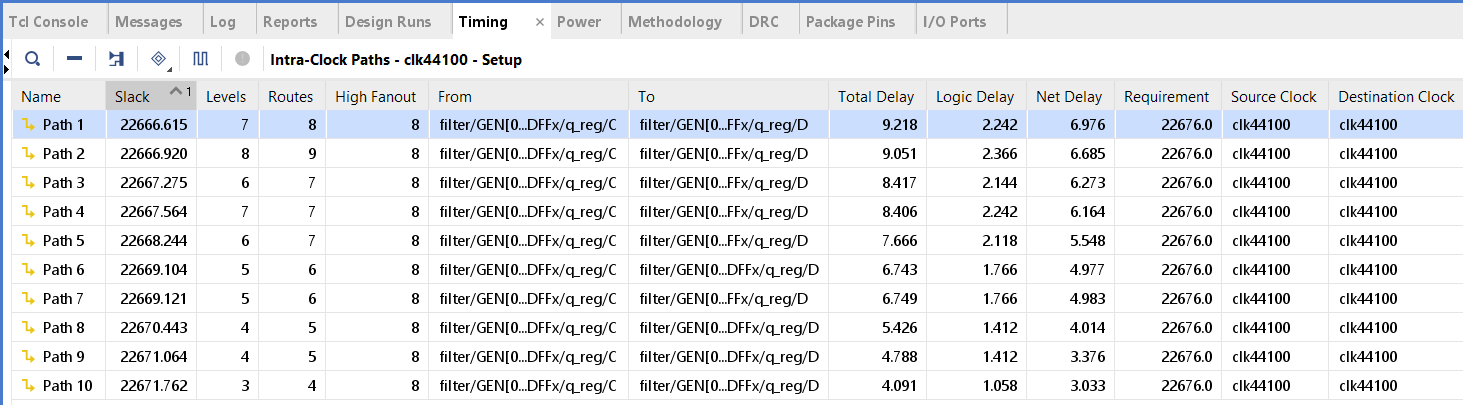 Tcl Console Messages Log Reports Design Runs Timing × Power Methodology DRC Package Pins I/O Ports
Intra-Clock Paths - clk44100 - Setup
Name Slack 1 Levels Routes High Fanout From To Total Delay Logic Delay Net Delay Requirement Source Clock Destination Clock
Path 1 22666.615 7 8 8 filter/GEN[0...DFFx/q_reg/C filter/GEN[0...FFx/q_reg/D 9.218 2.242 6.976 22676.0 clk44100 clk44100
Path 2 22666.920 8 9 8 filter/GEN[0...DFFx/q_reg/C filter/GEN[0...FFx/q_reg/D 9.051 2.366 6.685 22676.0 clk44100 clk44100
Path 3 22667.275 6 7 8 filter/GEN[0...DFFx/q_reg/C filter/GEN[0...FFx/q_reg/D 8.417 2.144 6.273 22676.0 clk44100 clk44100
Path 4 22667.564 7 7 8 filter/GEN[0...DFFx/q_reg/C filter/GEN[0...FFx/q_reg/D 8.406 2.242 6.164 22676.0 clk44100 clk44100
Path 5 22668.244 6 7 8 filter/GEN[0...DFFx/q_reg/C filter/GEN[0...FFx/q_reg/D 7.666 2.118 5.548 22676.0 clk44100 clk44100
Path 6 22669.104 5 6 8 filter/GEN[0...DFFx/q_reg/C filter/GEN[0...DFFx/q_reg/D 6.743 1.766 4.977 22676.0 clk44100 clk44100
Path 7 22669.121 5 6 8 filter/GEN[0...DFFx/q_reg/C filter/GEN[0...DFFx/q_reg/D 6.749 1.766 4.983 22676.0 clk44100 clk44100
Path 8 22670.443 4 5 8 filter/GEN[0...DFFx/q_reg/C filter/GEN[0...DFFx/q_reg/D 5.426 1.412 4.014 22676.0 clk44100 clk44100
Path 9 22671.064 4 5 8 filter/GEN[0...DFFx/q_reg/C filter/GEN[0...DFFx/q_reg/D 4.788 1.412 3.376 22676.0 clk44100 clk44100
Path 10 22671.762 3 4 8 filter/GEN[0...DFFx/q_reg/C filter/GEN[0...DFFx/q_reg/D 4.091 1.058 3.033 22676.0 clk44100 clk44100